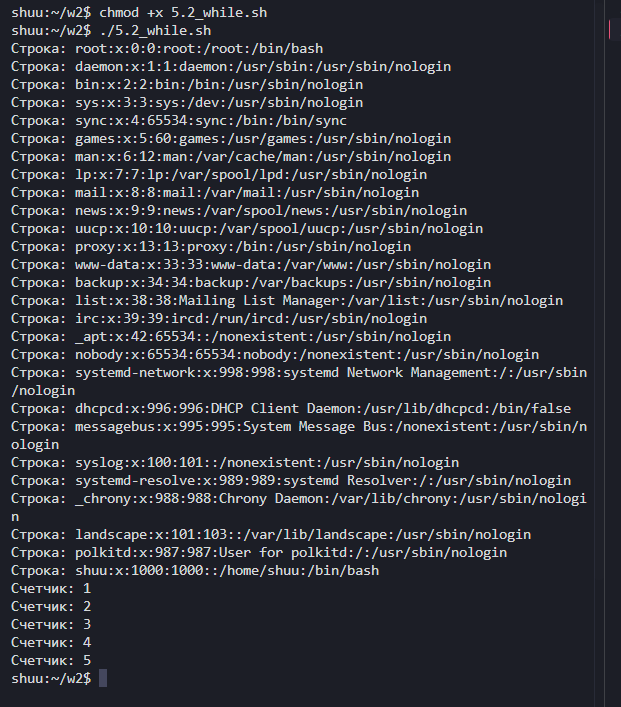 shuu:~/w2$ chmod +x 5.2_while.sh
shuu:~/w2$ ./5.2_while.sh
Строка: root:x:0:0:root:/root:/bin/bash
Строка: daemon:x:1:1:daemon:/usr/sbin:/usr/sbin/nologin
Строка: bin:x:2:2:bin:/bin:/usr/sbin/nologin
Строка: sys:x:3:3:sys:/dev:/usr/sbin/nologin
Строка: sync:x:4:65534:sync:/bin:/bin/sync
Строка: games:x:5:60:games:/usr/games:/usr/sbin/nologin
Строка: man:x:6:12:man:/var/cache/man:/usr/sbin/nologin
Строка: lp:x:7:7:lp:/var/spool/lpd:/usr/sbin/nologin
Строка: mail:x:8:8:mail:/var/mail:/usr/sbin/nologin
Строка: news:x:9:9:news:/var/spool/news:/usr/sbin/nologin
Строка: uucp:x:10:10:uucp:/var/spool/uucp:/usr/sbin/nologin
Строка: proxy:x:13:13:proxy:/bin:/usr/sbin/nologin
Строка: www-data:x:33:33:www-data:/var/www:/usr/sbin/nologin
Строка: backup:x:34:34:backup:/var/backups:/usr/sbin/nologin
Строка: list:x:38:38:Mailing List Manager:/var/list:/usr/sbin/nologin
Строка: irc:x:39:39:ircd:/run/ircd:/usr/sbin/nologin
Строка: _apt:x:42:65534::/nonexistent:/usr/sbin/nologin
Строка: nobody:x:65534:65534:nobody:/nonexistent:/usr/sbin/nologin
Строка: systemd-network:x:998:998:systemd Network Management:/:/usr/sbin
/nologin
Строка: dhcpcd:x:996:996:DHCP Client Daemon:/usr/lib/dhcpcd:/bin/false
Строка: messagebus:x:995:995:System Message Bus:/nonexistent:/usr/sbin/n
ologin
Строка: syslog:x:100:101::/nonexistent:/usr/sbin/nologin
Строка: systemd-resolve:x:989:989:systemd Resolver:/:/usr/sbin/nologin
Строка: _chrony:x:988:988:Chrony Daemon:/var/lib/chrony:/usr/sbin/nologi
n
Строка: landscape:x:101:103::/var/lib/landscape:/usr/sbin/nologin
Строка: polkitd:x:987:987:User for polkitd:/:/usr/sbin/nologin
Строка: shuu:x:1000:1000::/home/shuu:/bin/bash
Счетчик: 1
Счетчик: 2
Счетчик: 3
Счетчик: 4
Счетчик: 5
shuu:~/w2$